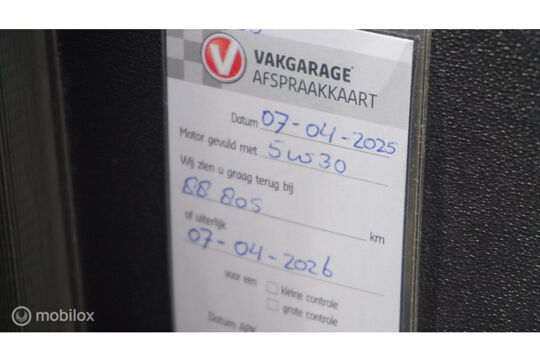 VAKGARAGE
AFSPRAAKKAART
Datum 07-04-2025
Motor gevuld met 5W30
Wij zien u graag terug bij
88 805 km
of uiterlijk
07-04-2026
voor een kleine controle
grote controle
Datum APK
mobilox